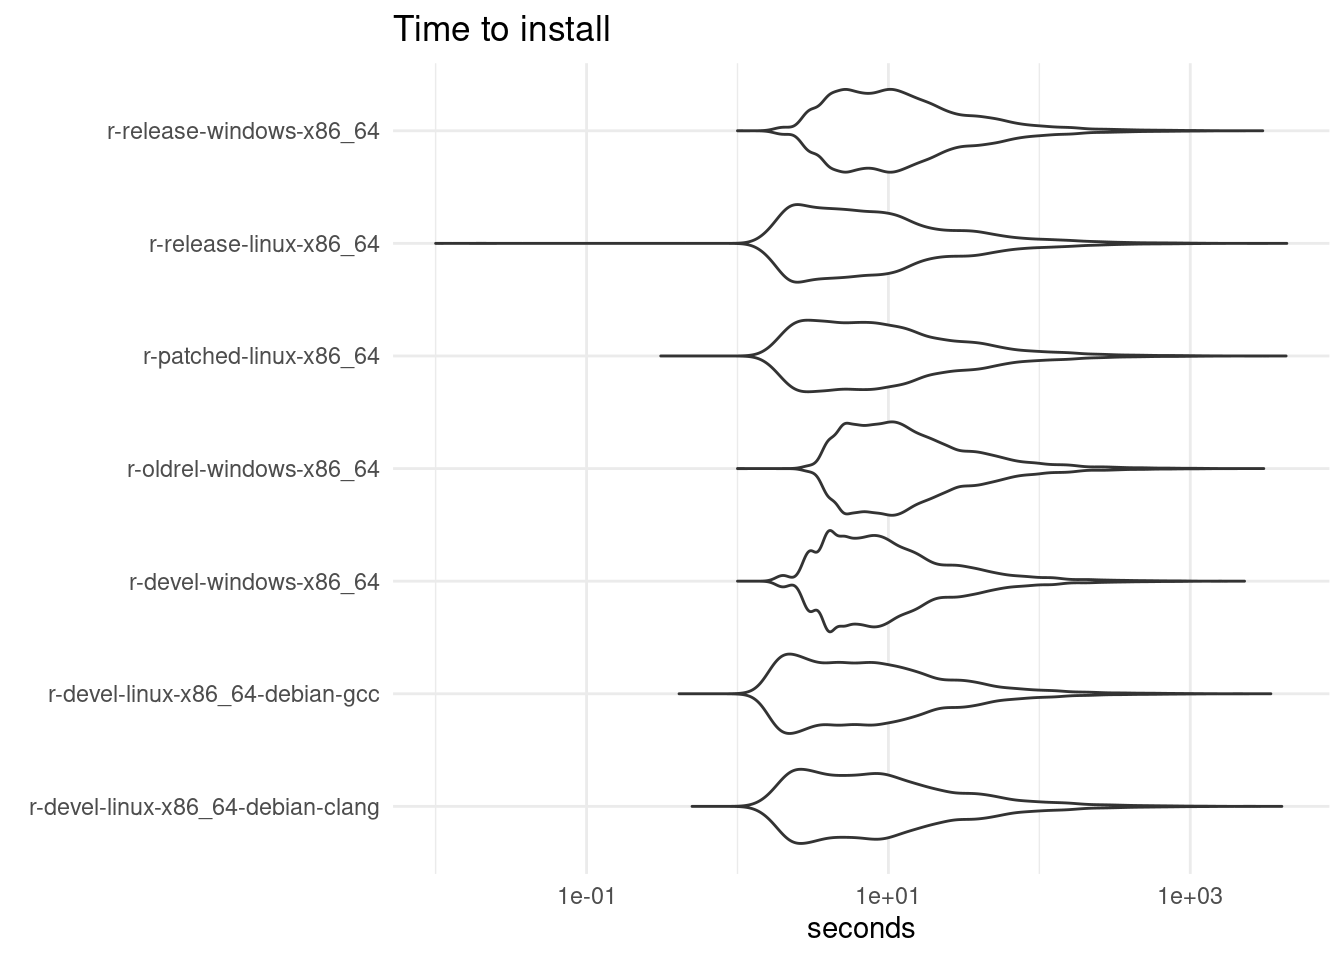 Time to install
r-release-windows-x86_64
r-release-linux-x86_64
r-patched-linux-x86_64
r-oldrel-windows-x86_64
r-devel-windows-x86_64
r-devel-linux-x86_64-debian-gcc
r-devel-linux-x86_64-debian-clang
1e-01 1e+01 1e+03
seconds